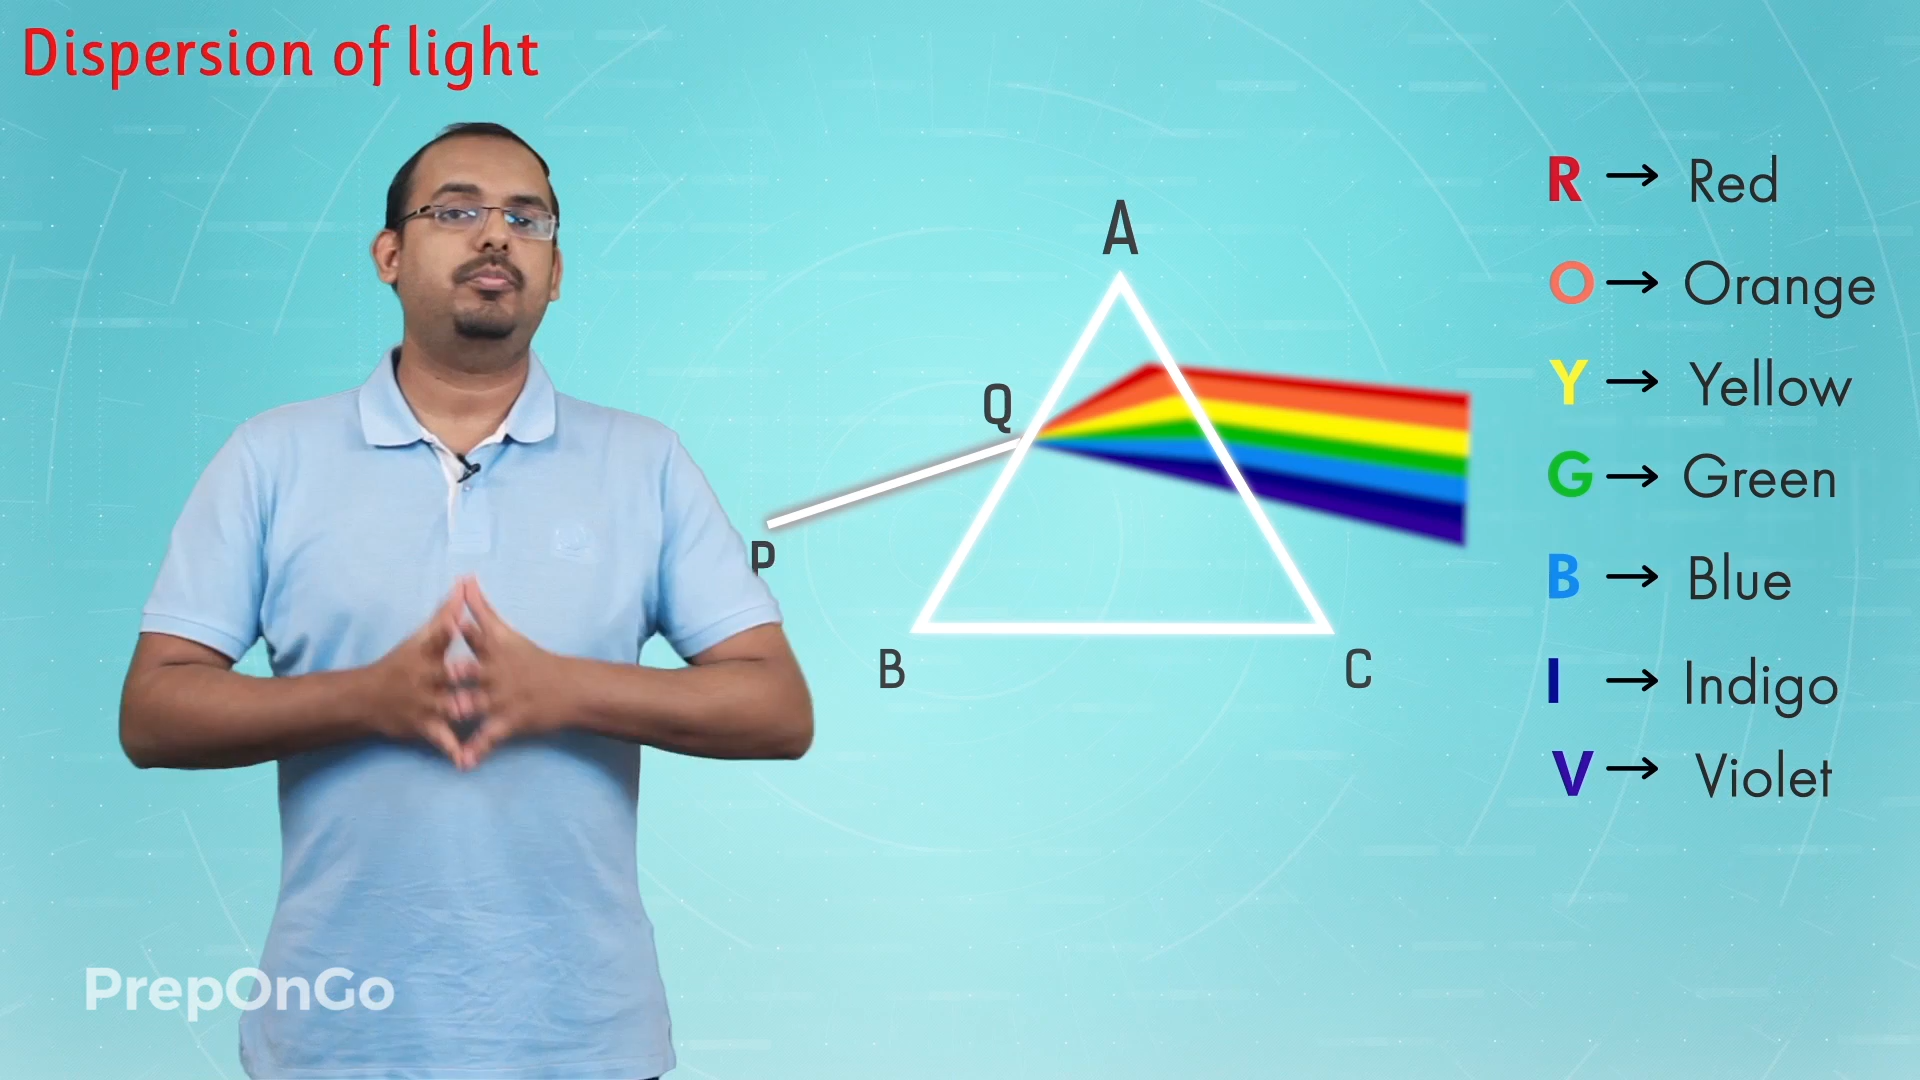 Dispersion of light
A
Q
P
B
C
R → Red
O → Orange
Y → Yellow
G → Green
B → Blue
I → Indigo
V → Violet
PrepOnGo